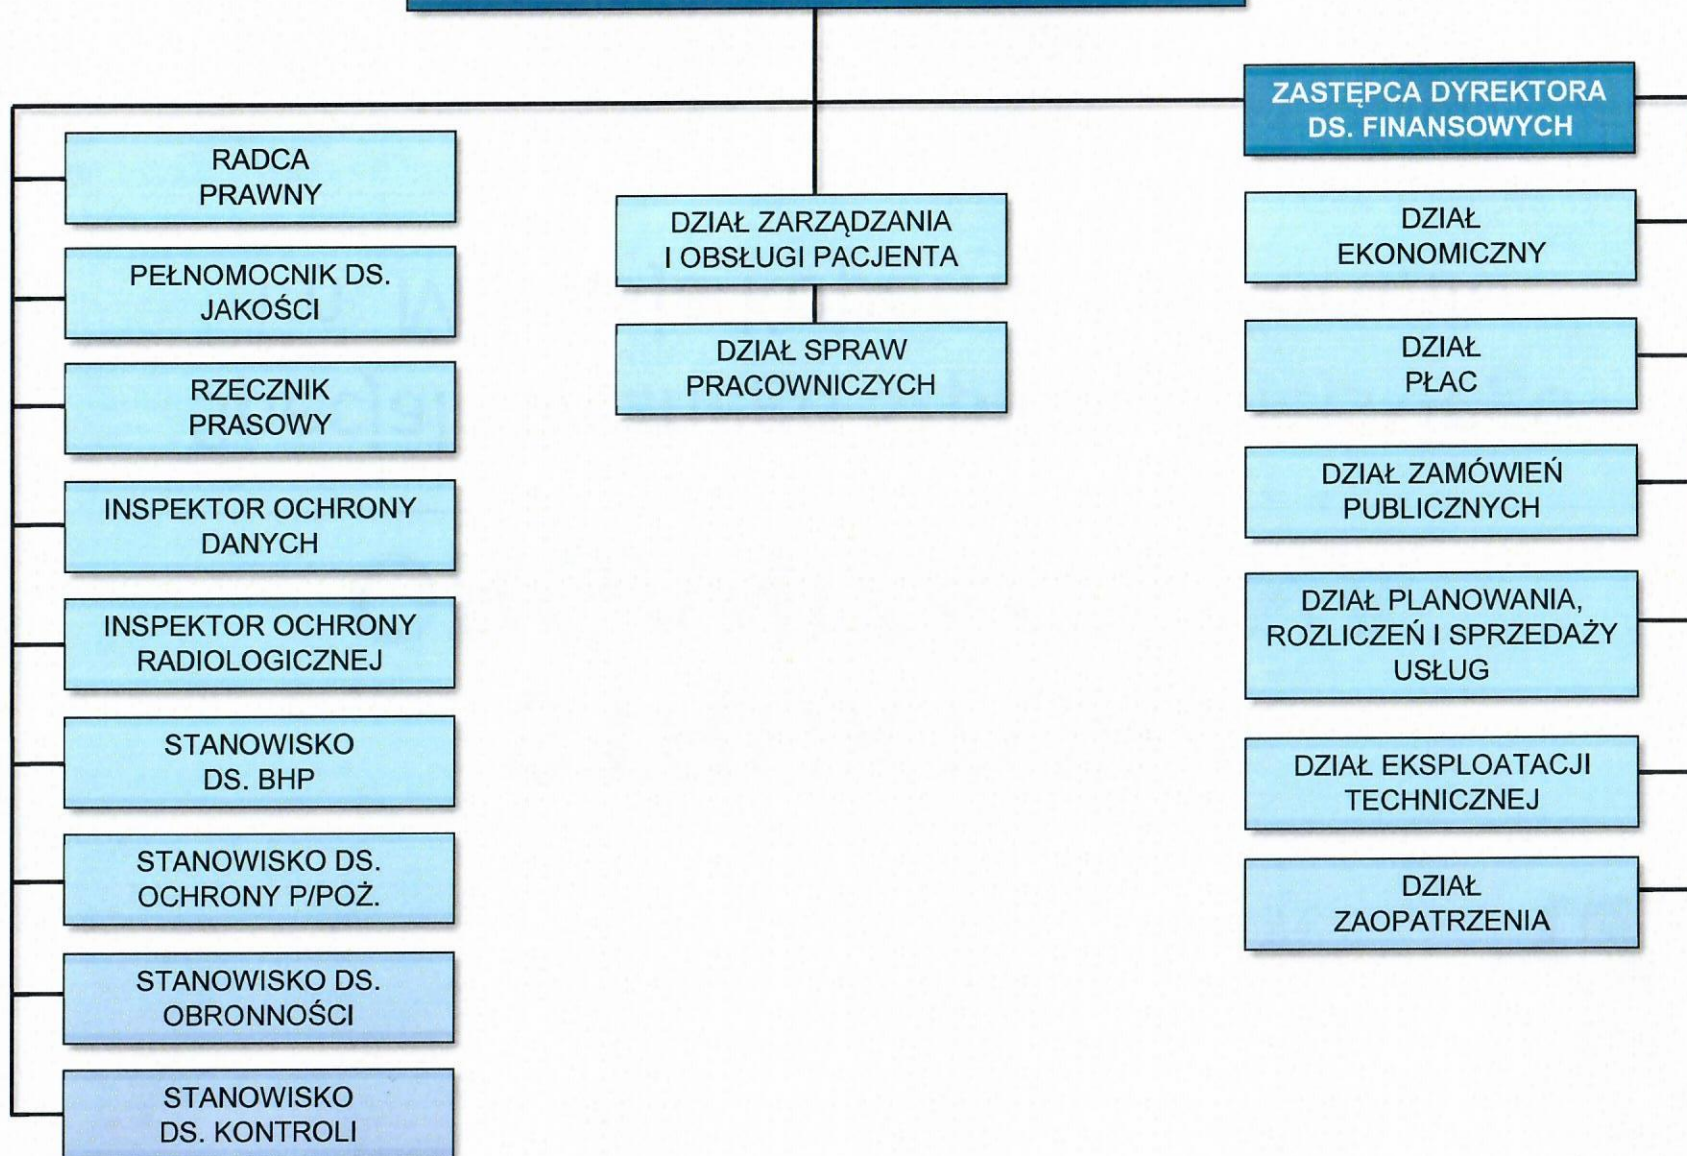 RADCA
PRAWNY
PEŁNOMOCNIK DS.
JAKOŚCI
RZECZNIK
PRASOWY
INSPEKTOR OCHRONY
DANYCH
INSPEKTOR OCHRONY
RADIOLOGICZNEJ
STANOWISKO
DS. BHP
STANOWISKO DS.
OCHRONY P/POŻ.
STANOWISKO DS.
OBRONNOŚCI
STANOWISKO
DS. KONTROLI
DZIAŁ ZARZĄDZANIA
I OBSŁUGI PACJENTA
DZIAŁ SPRAW
PRACOWNICZYCH
ZASTĘPCA DYREKTORA
DS. FINANSOWYCH
DZIAŁ
EKONOMICZNY
DZIAŁ
PŁAC
DZIAŁ ZAMÓWIEŃ
PUBLICZNYCH
DZIAŁ PLANOWANIA,
ROZLICZEŃ I SPRZEDAŻY
USŁUG
DZIAŁ EKSPLOATACJI
TECHNICZNEJ
DZIAŁ
ZAOPATRZENIA